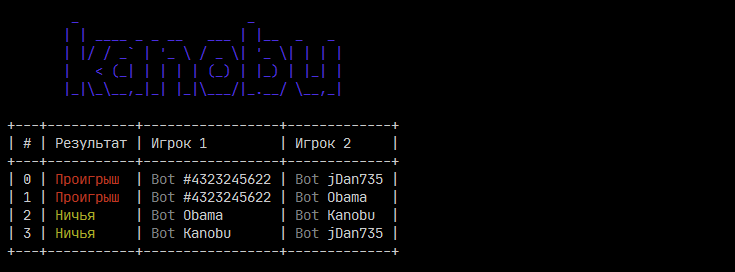 kanobu
# Результат Игрок 1 Игрок 2
0 Проигрыш Bot #4323245622 Bot jDan735
1 Проигрыш Bot #4323245622 Bot Obama
2 Ничья Bot Obama Bot Kanobu
3 Ничья Bot Kanobu Bot jDan735